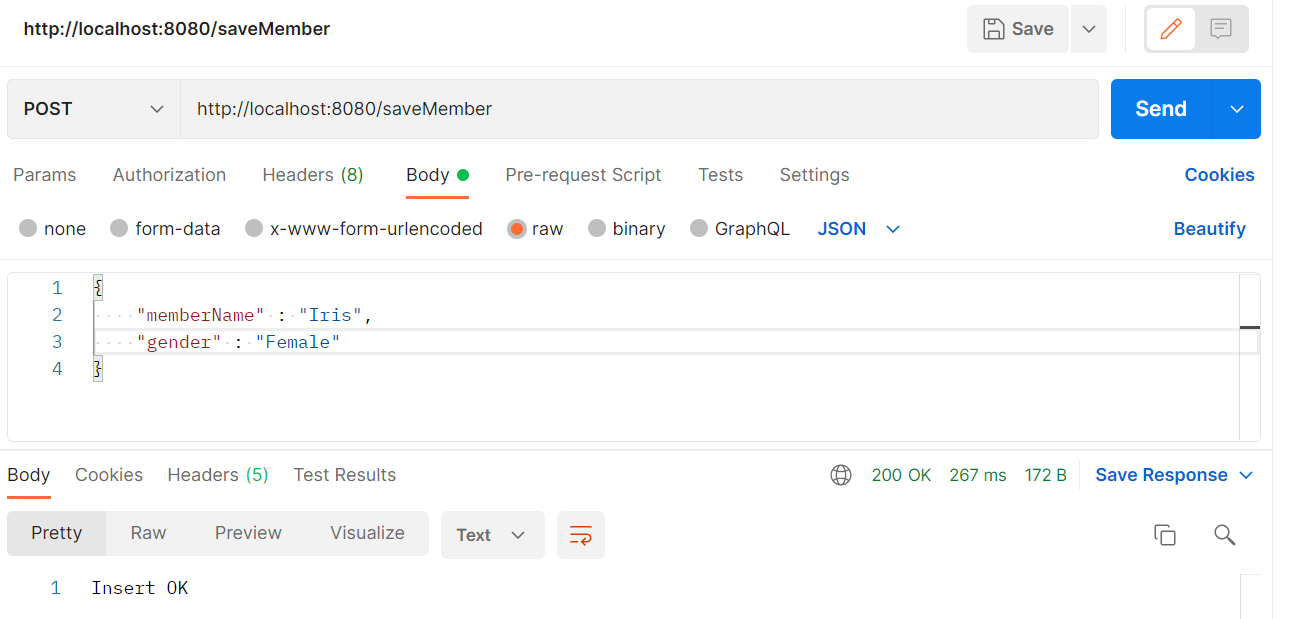 http://localhost:8080/saveMember Save
POST http://localhost:8080/saveMember Send
Params Authorization Headers (8) Body Pre-request Script Tests Settings Cookies
none form-data x-www-form-urlencoded raw binary GraphQL JSON Beautify
1 {
2 "memberName" : "Iris",
3 "gender" : "Female"
4 }
Body Cookies Headers (5) Test Results 200 OK 267 ms 172 B Save Response
Pretty Raw Preview Visualize Text
1 Insert OK